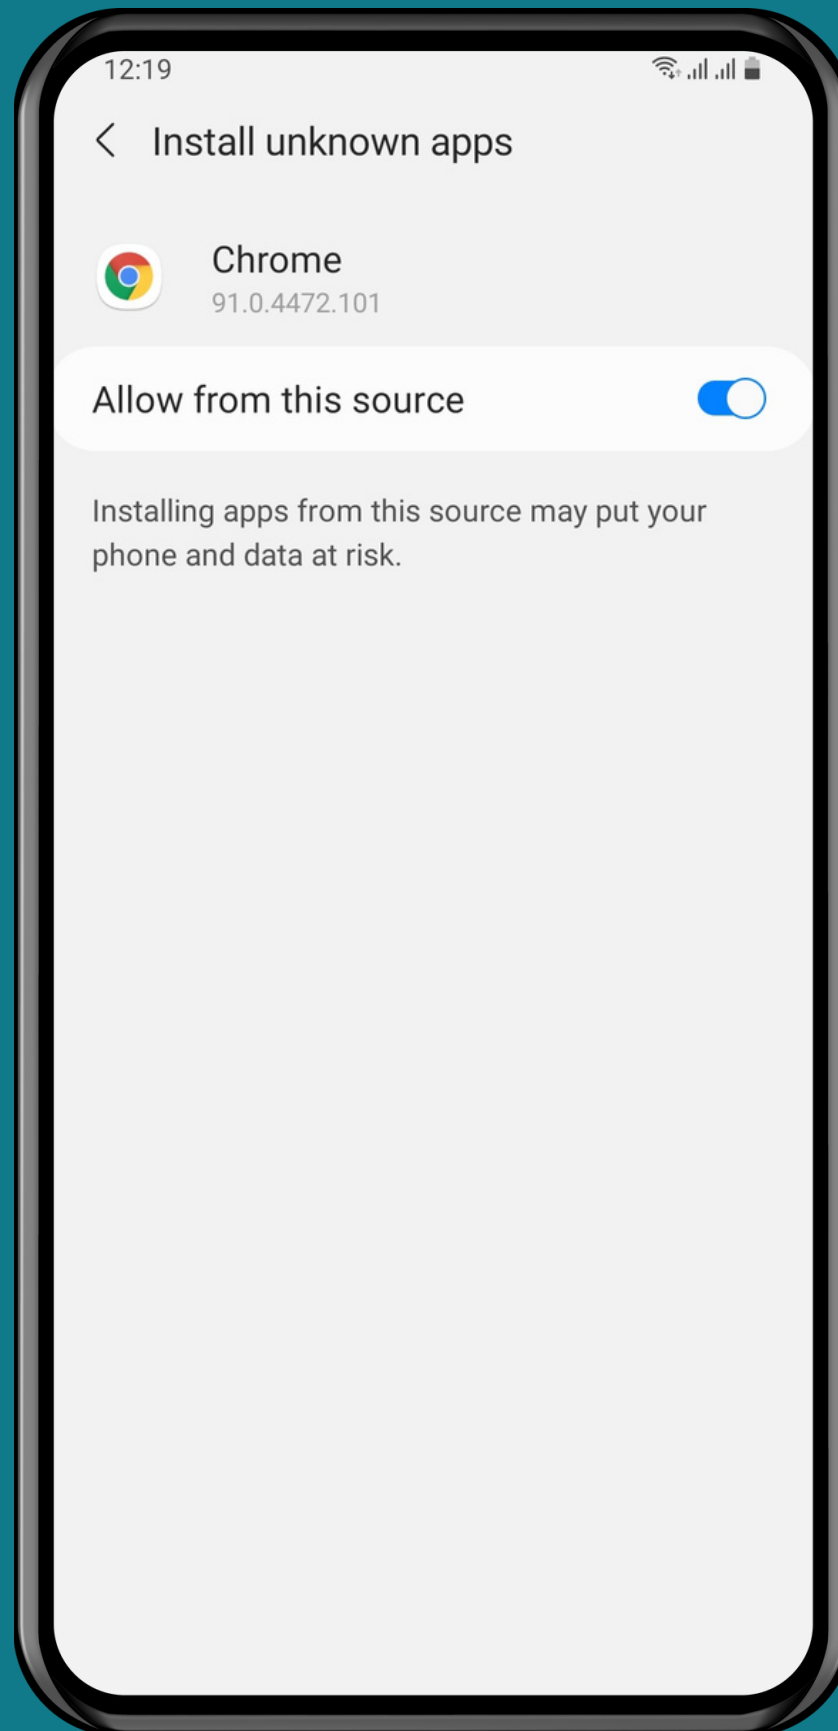 12:19
Install unknown apps
Chrome
91.0.4472.101
Allow from this source
Installing apps from this source may put your
phone and data at risk.